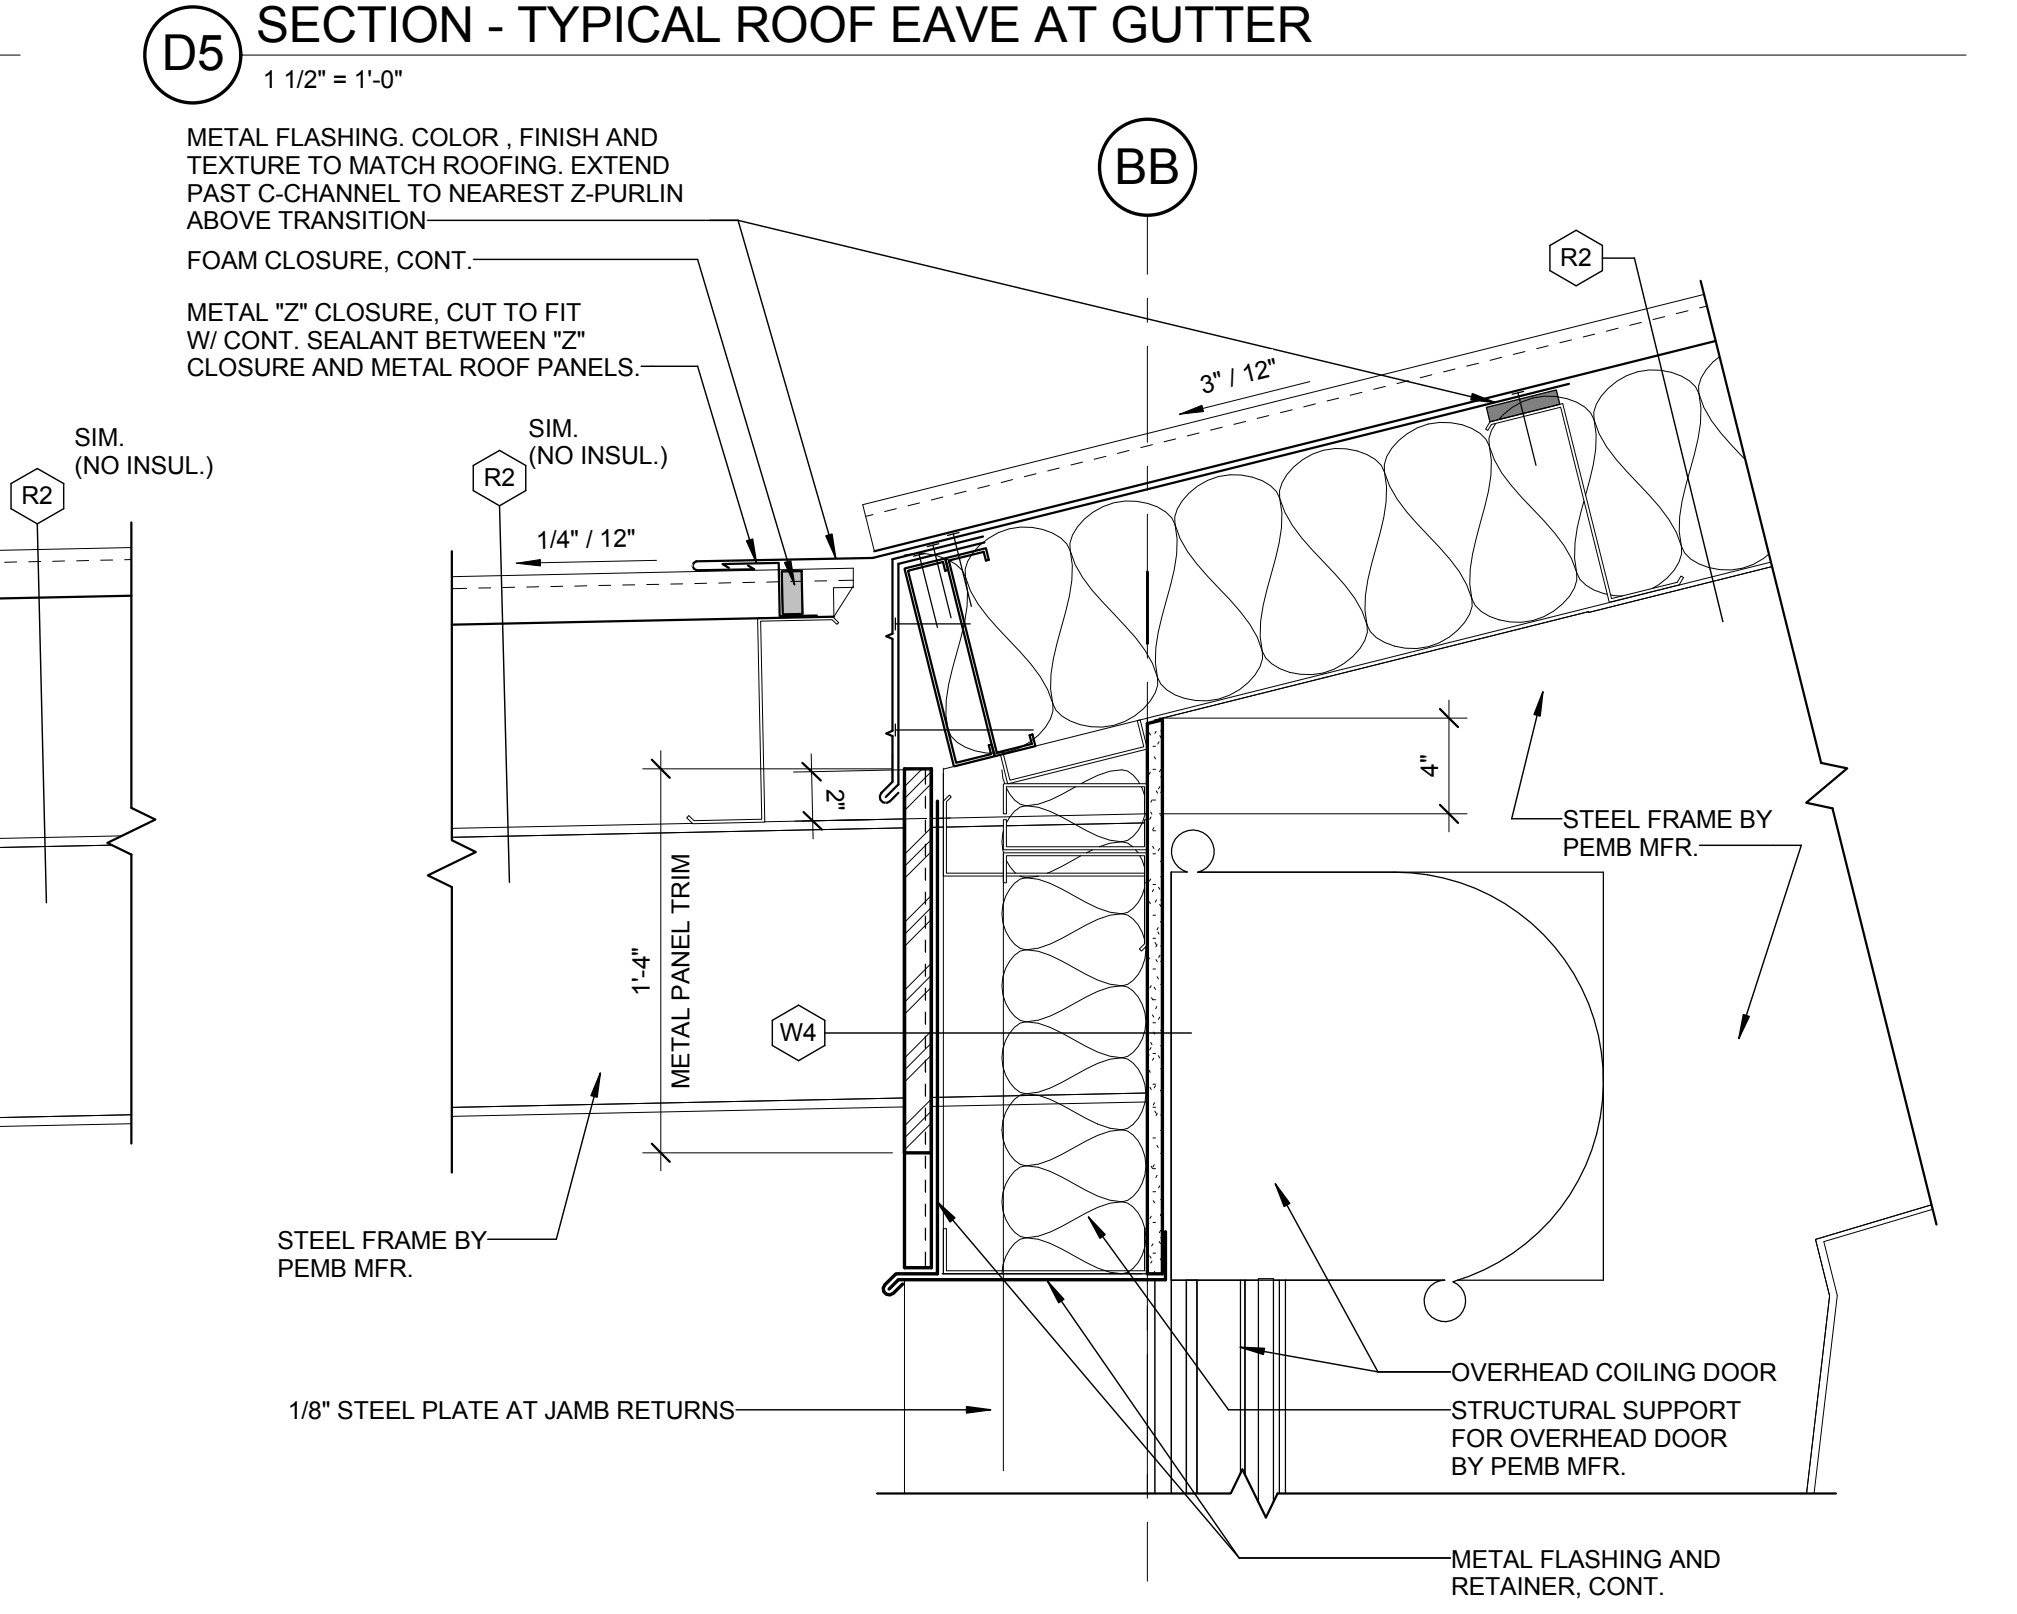 D5
SECTION - TYPICAL ROOF EAVE AT GUTTER
1 1/2" = 1'-0"
METAL FLASHING. COLOR , FINISH AND
TEXTURE TO MATCH ROOFING. EXTEND
PAST C-CHANNEL TO NEAREST Z-PURLIN
ABOVE TRANSITION
FOAM CLOSURE, CONT.
METAL "Z" CLOSURE, CUT TO FIT
W/ CONT. SEALANT BETWEEN "Z"
CLOSURE AND METAL ROOF PANELS.
BB
R2
3" / 12"
SIM.
(NO INSUL.)
R2
SIM.
(NO INSUL.)
R2
1/4" / 12"
2"
4"
1'-4"
METAL PANEL TRIM
W4
STEEL FRAME BY
PEMB MFR.
STEEL FRAME BY
PEMB MFR.
1/8" STEEL PLATE AT JAMB RETURNS
OVERHEAD COILING DOOR
STRUCTURAL SUPPORT
FOR OVERHEAD DOOR
BY PEMB MFR.
METAL FLASHING AND
RETAINER, CONT.